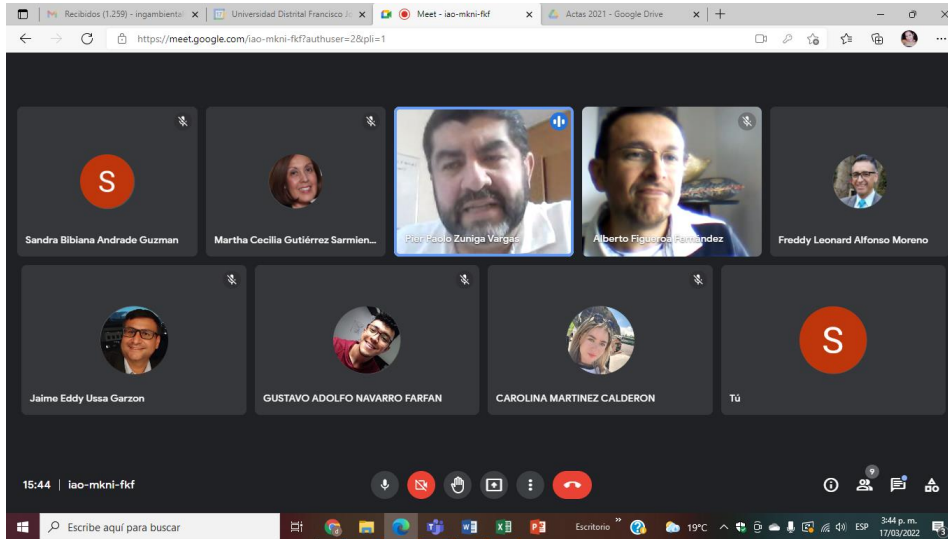 Recibidos (1.259) - ingambiental
Universidad Distrital Francisco Jo
Meet - iao-mkni-fkf
Actas 2021 - Google Drive
https://meet.google.com/iao-mkni-fkf?authuser=2&pli=1
S
Sandra Bibiana Andrade Guzman
Martha Cecilia Gutiérrez Sarmien...
Pier Paolo Zuniga Vargas
Alberto Figueroa Fernández
Freddy Leonard Alfonso Moreno
Jaime Eddy Ussa Garzon
GUSTAVO ADOLFO NAVARRO FARFAN
CAROLINA MARTINEZ CALDERON
S
Tú
15:44 | iao-mkni-fkf
9
Escribe aquí para buscar
Escritorio
19°C
ESP
3:44 p. m.
17/03/2022
3